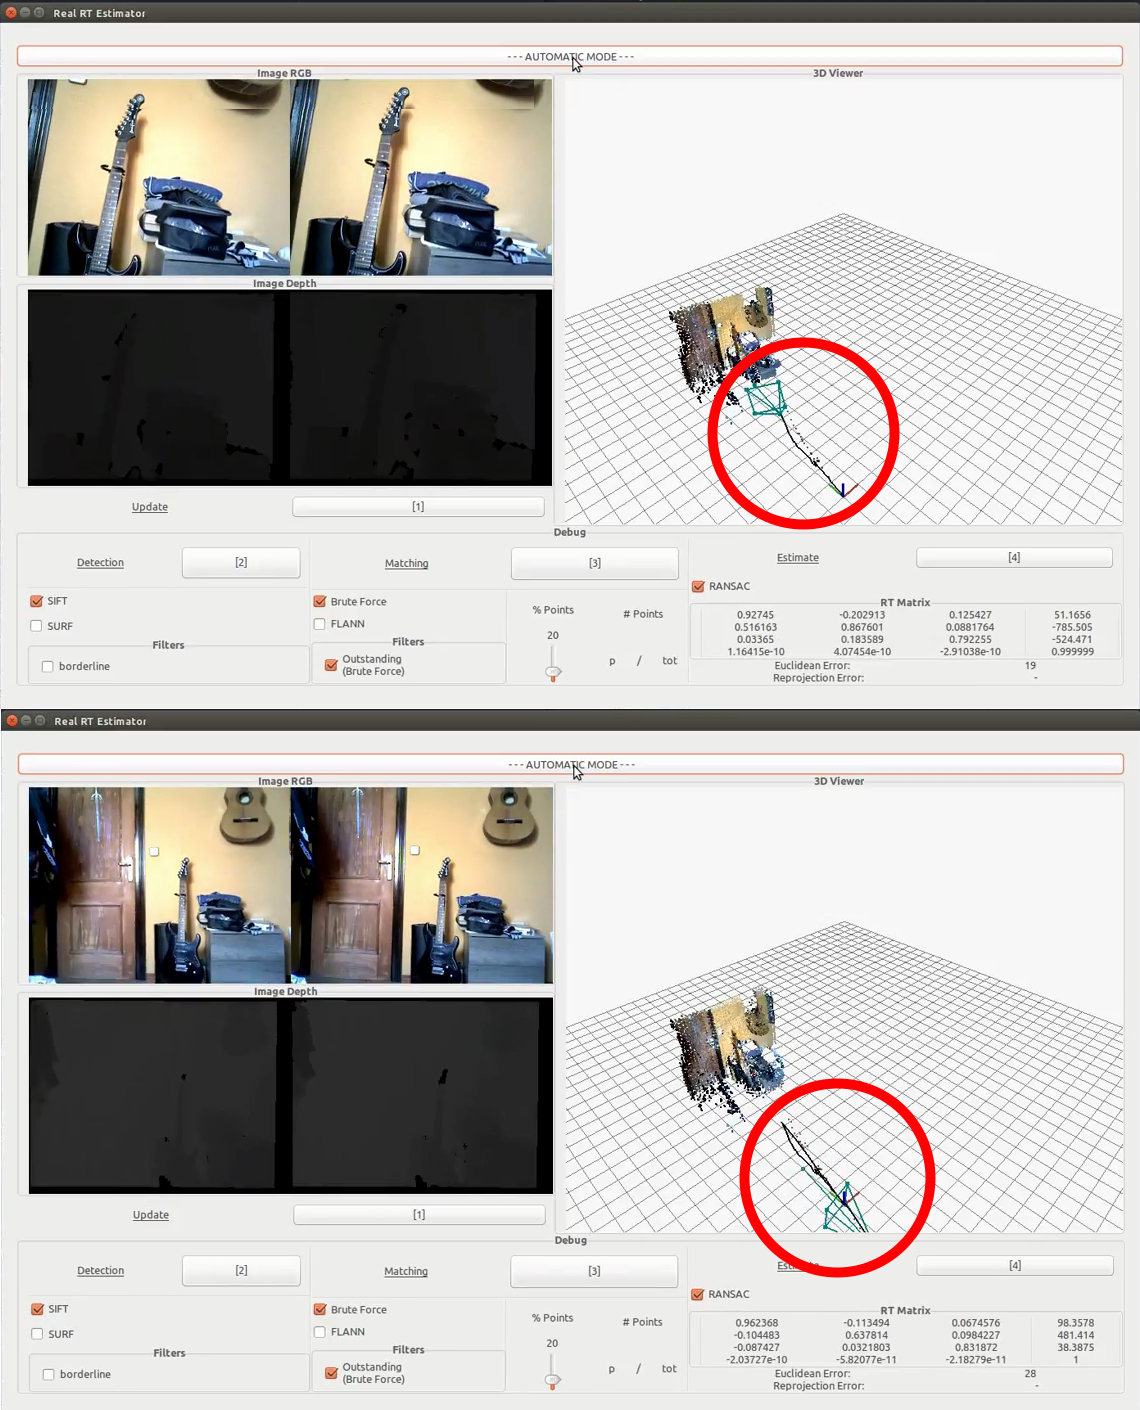 Real RT Estimator
--- AUTOMATIC MODE ---
Image RGB
3D Viewer
Image Depth
Update
[1]
Debug
Detection
[2]
Matching
[3]
Estimate
[4]
SIFT
SURF
Filters
borderline
Brute Force
FLANN
Filters
Outstanding
(Brute Force)
% Points
# Points
20
p / tot
RANSAC
RT Matrix
0.92745 -0.202913 0.125427 51.1656
0.516163 0.867601 0.0881764 -785.505
0.03365 0.183589 0.792255 -524.471
1.16415e-10 4.07454e-10 -2.91038e-10 0.999999
Euclidean Error: 19
Reprojection Error: -
Real RT Estimator
--- AUTOMATIC MODE ---
Image RGB
3D Viewer
Image Depth
Update
[1]
Debug
Detection
[2]
Matching
[3]
[4]
SIFT
SURF
Filters
borderline
Brute Force
FLANN
Filters
Outstanding
(Brute Force)
% Points
# Points
20
p / tot
RANSAC
RT Matrix
0.962368 -0.113494 0.0674576 98.3578
-0.104483 0.637814 0.0984227 481.414
-0.087427 0.0321803 0.831872 38.3875
-2.03727e-10 -5.82077e-11 -2.18279e-11 1
Euclidean Error: 28
Reprojection Error: -